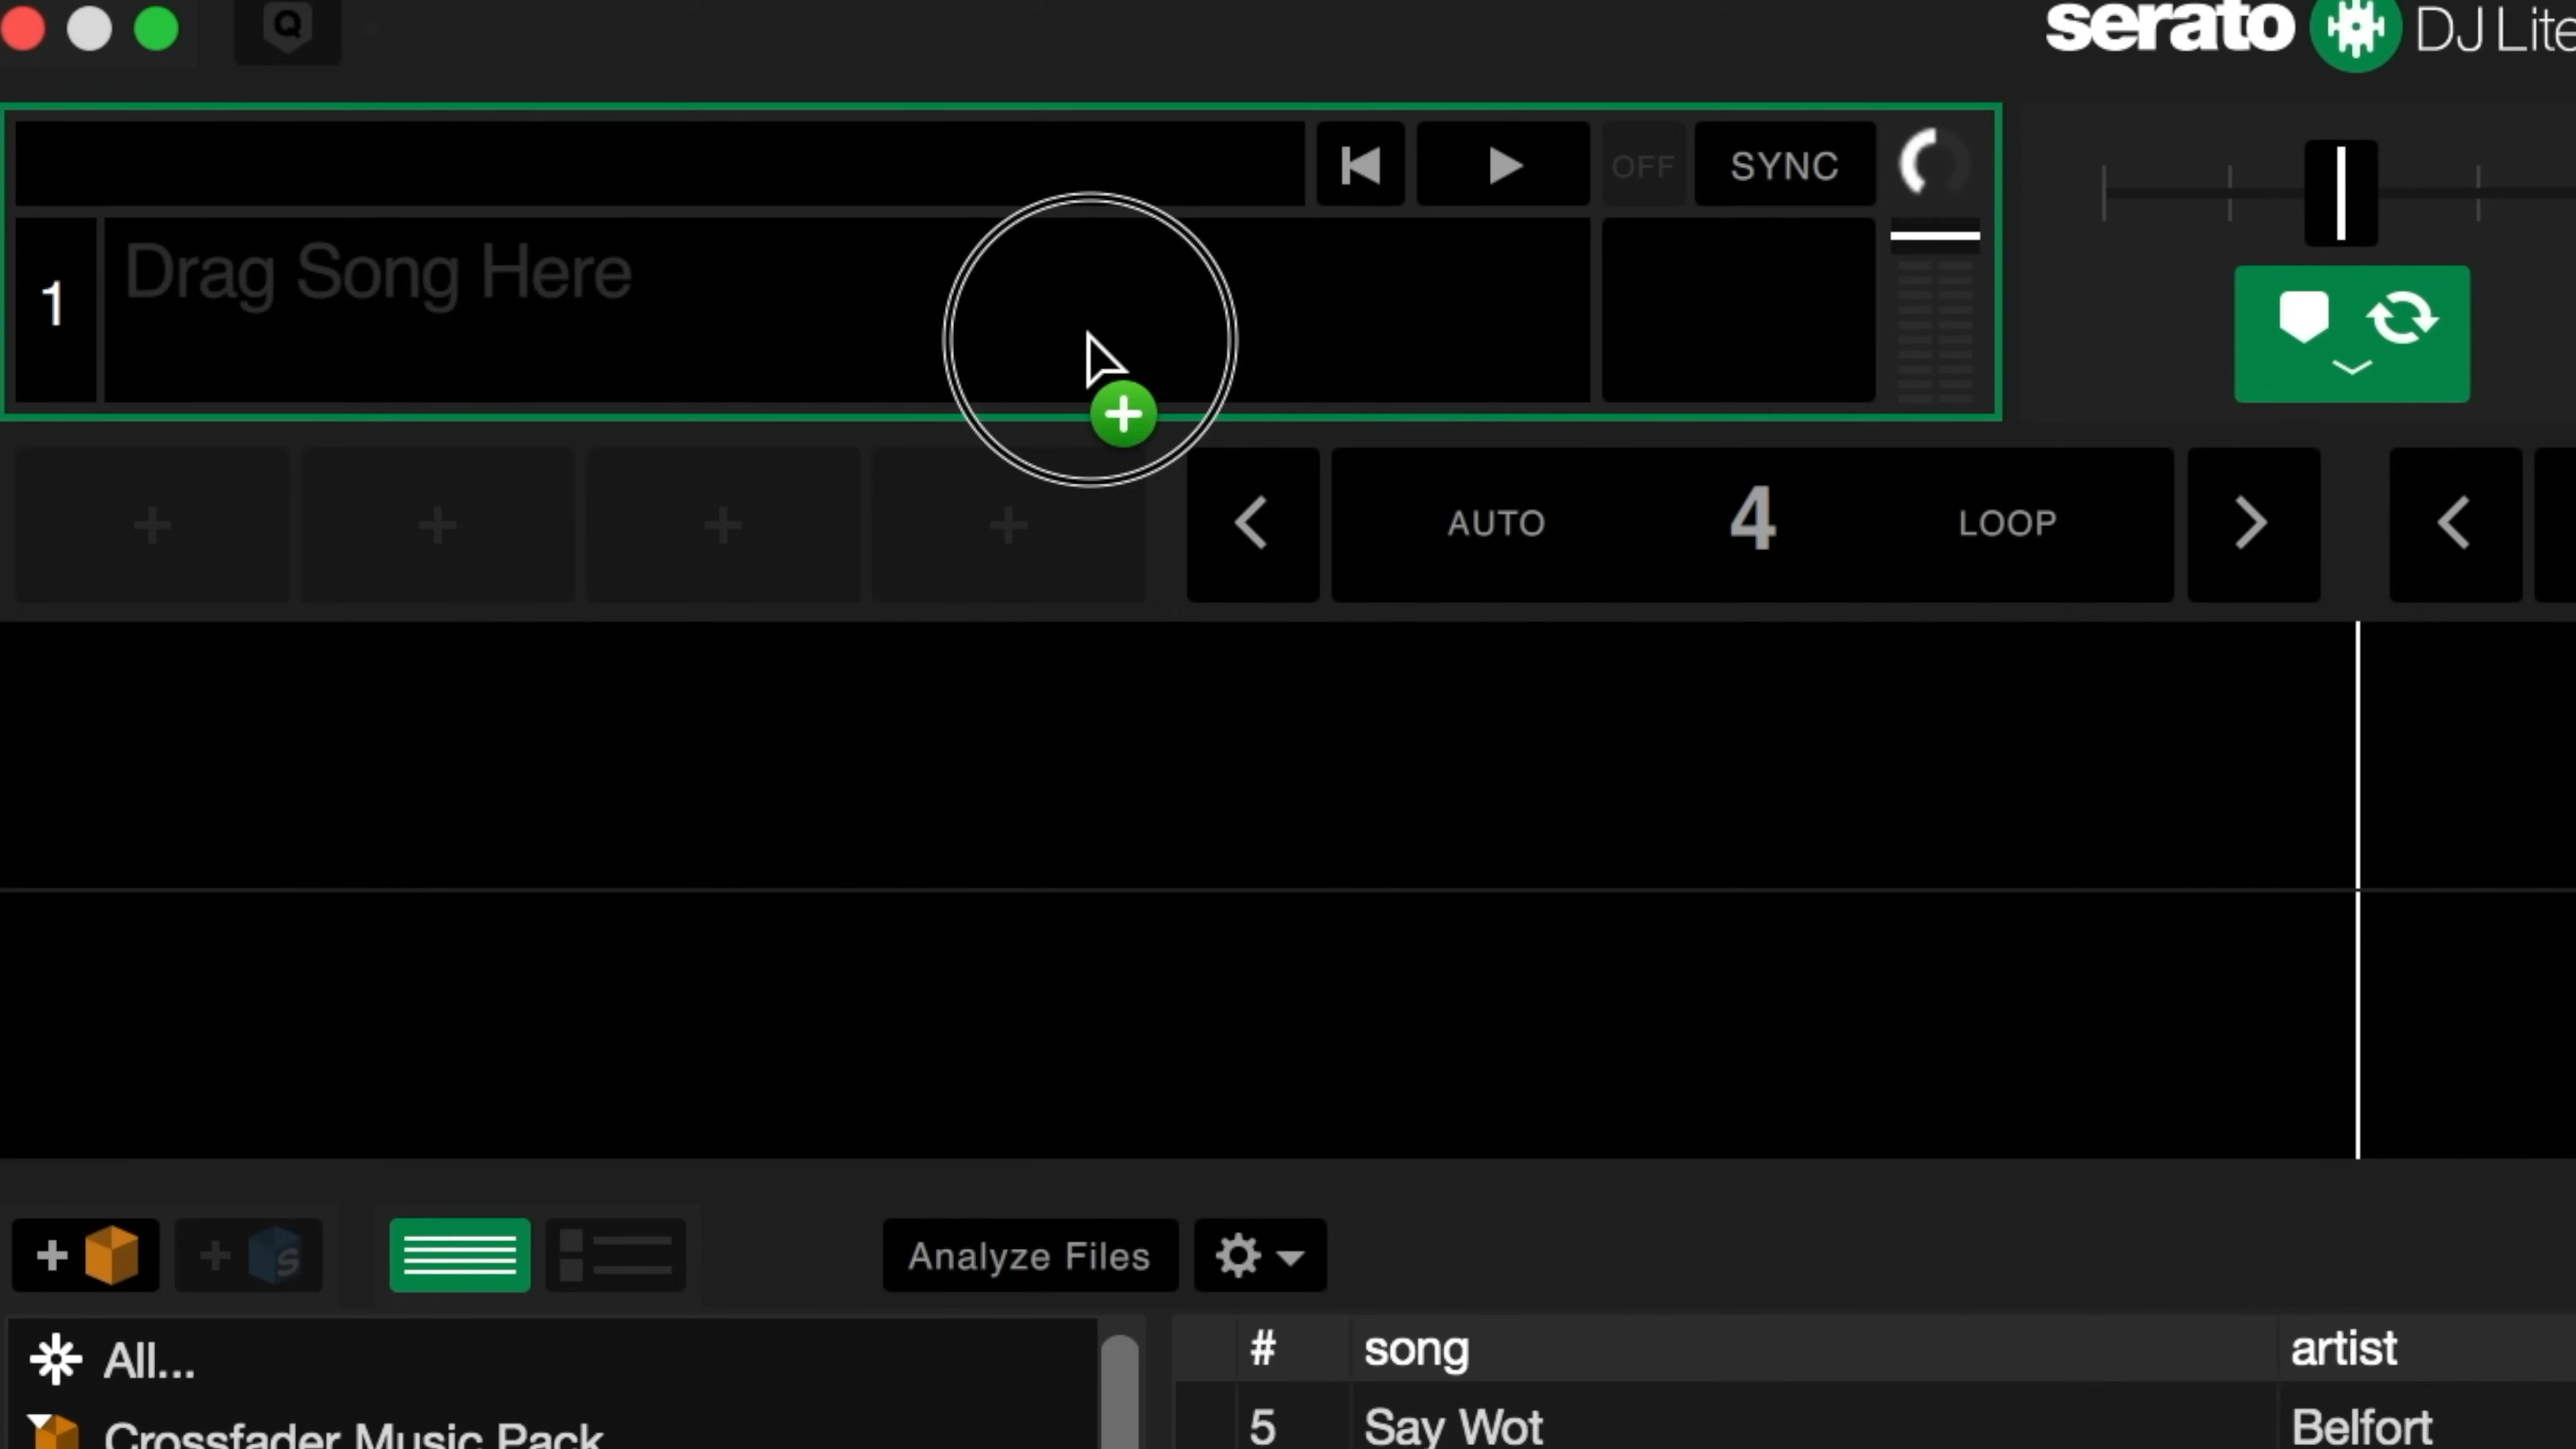 Q
serato DJ Lite
OFF SYNC
1 Drag Song Here
+ + + + AUTO 4 LOOP
+ + S Analyze Files
All...
# song artist
Crossfader Music Pack
5 Say Wot Belfort